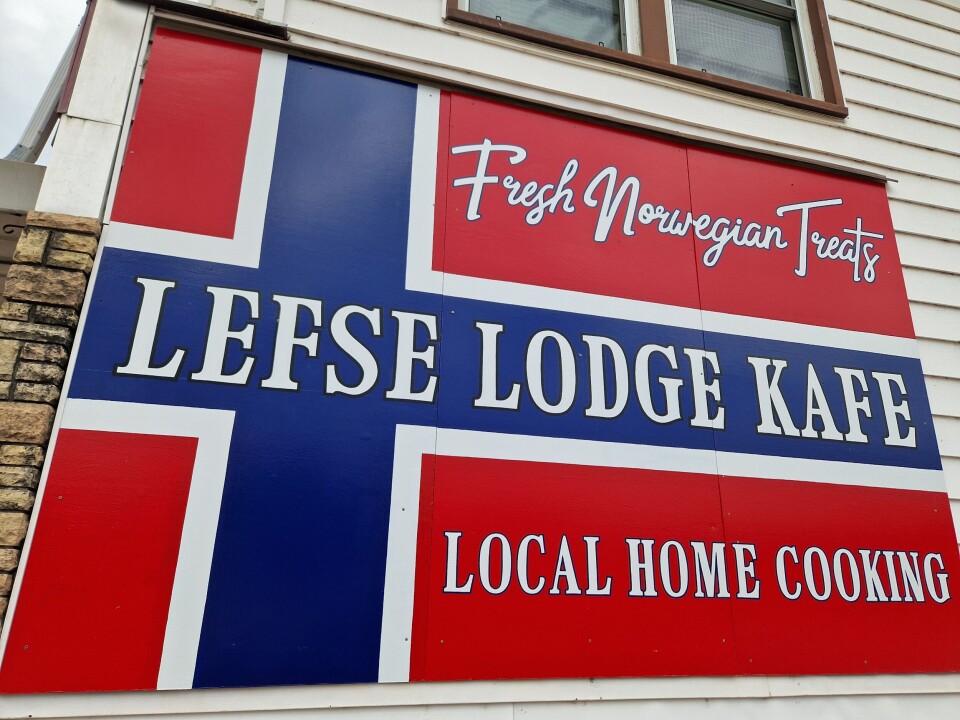 Fresh Norwegian Treats
LEFSE LODGE KAFE
LOCAL HOME COOKING